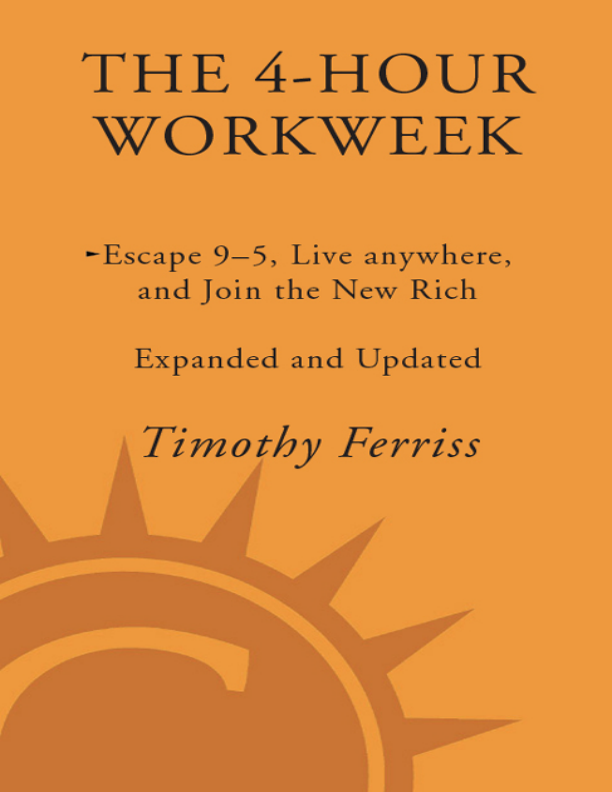 THE 4-HOUR
WORKWEEK
►Escape 9–5, Live anywhere,
and Join the New Rich
Expanded and Updated
Timothy Ferriss
C